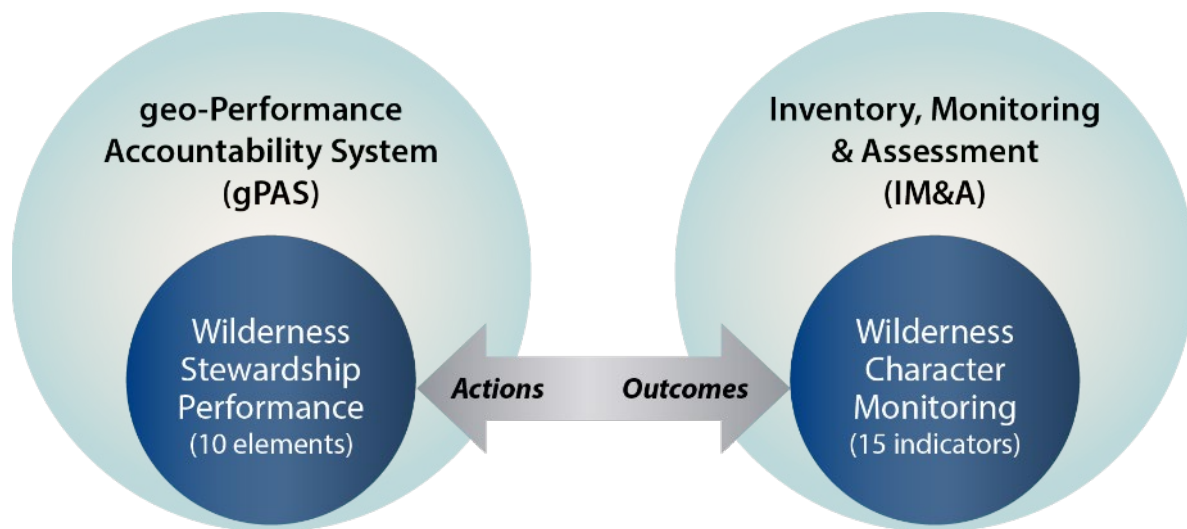 geo-Performance
Accountability System
(gPAS)
Wilderness
Stewardship
Performance
(10 elements)
Actions
Outcomes
Inventory, Monitoring
& Assessment
(IM&A)
Wilderness
Character
Monitoring
(15 indicators)